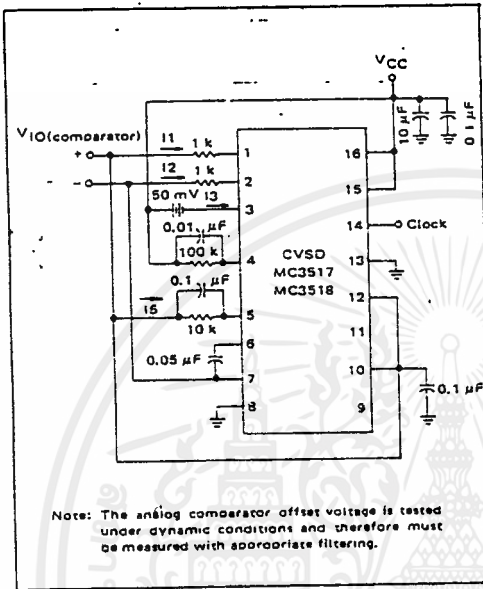 VCC
10 µF
0.1 µF
VIO(comparator)
+
I1
1 k
1
16
-
I2
1 k
2
15
50 mV
I3
3
14
Clock
0.01 µF
100 k
4
CVSD
MC3517
MC3518
13
0.1 µF
12
I5
10 k
5
11
6
0.05 µF
10
0.1 µF
7
8
9
Note: The analog comparator offset voltage is tested
under dynamic conditions and therefore must
be measured with appropriate filtering.